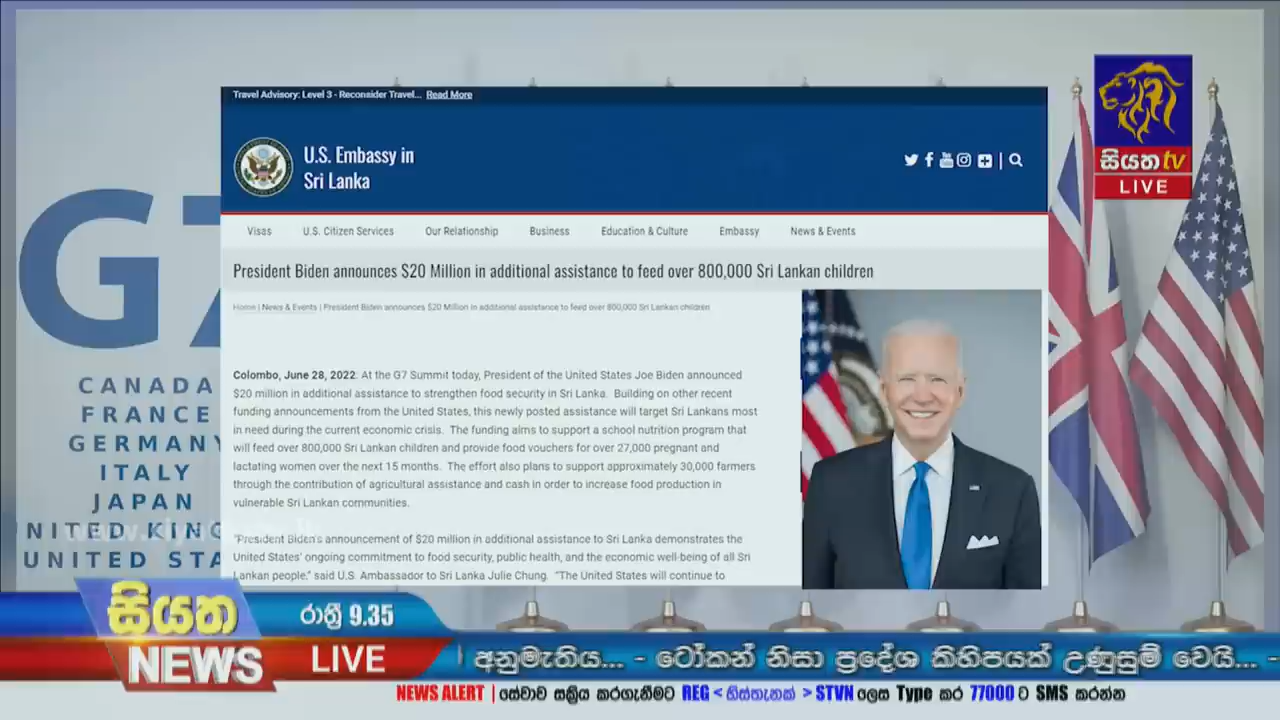 Travel Advisory: Level 3 - Reconsider Travel... Read More
U.S. Embassy in
Sri Lanka
සියත tv
LIVE
G7
Visas U.S. Citizen Services Our Relationship Business Education & Culture Embassy News & Events
President Biden announces $20 Million in additional assistance to feed over 800,000 Sri Lankan children
Home | News & Events | President Biden announces $20 Million in additional assistance to feed over 800,000 Sri Lankan children
Colombo, June 28, 2022. At the G7 Summit today, President of the United States Joe Biden announced
$20 million in additional assistance to strengthen food security in Sri Lanka. Building on other recent
funding announcements from the United States, this newly posted assistance will target Sri Lankans most
in need during the current economic crisis. The funding aims to support a school nutrition program that
will feed over 800,000 Sri Lankan children and provide food vouchers for over 27,000 pregnant and
lactating women over the next 15 months. The effort also plans to support approximately 30,000 farmers
through the contribution of agricultural assistance and cash in order to increase food production in
vulnerable Sri Lankan communities.
"President Biden's announcement of $20 million in additional assistance to Sri Lanka demonstrates the
United States' ongoing commitment to food security, public health, and the economic well-being of all Sri
Lankan people," said U.S. Ambassador to Sri Lanka Julie Chung. "The United States will continue to
CANADA
FRANCE
GERMANY
ITALY
JAPAN
UNITED KING
UNITED STA
සියත
NEWS
රාත්‍රී 9.35
LIVE
අනුමැතිය... - ටෝකන් නිසා ප්‍රදේශ කිහිපයක් උණුසුම් වෙයි... -
NEWS ALERT | සේවාව සක්‍රිය කරගැනීමට REG < හිස්තැනක් > STVN ලෙස Type කර 77000 ට SMS කරන්න